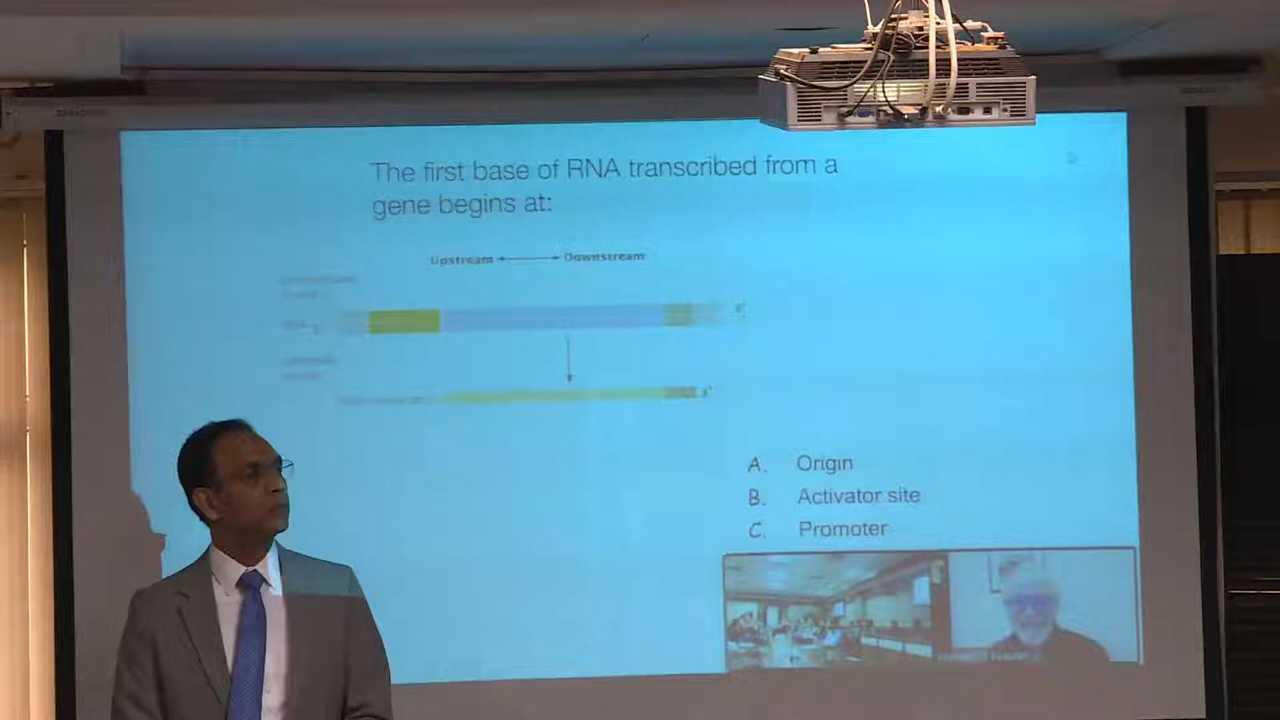 The first base of RNA transcribed from a
gene begins at:
Upstream Downstream
A. Origin
B. Activator site
C. Promoter